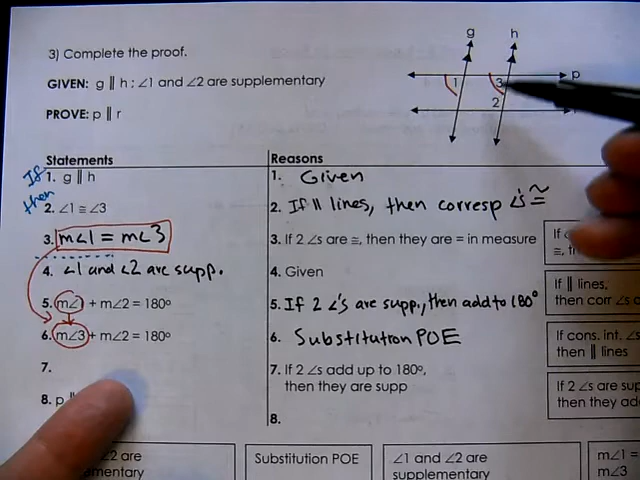 3) Complete the proof.
GIVEN: g ∥ h ; ∠1 and ∠2 are supplementary
PROVE: p ∥ r
g h
1 3 p
2
Statements Reasons
If
1. g ∥ h 1. Given
then
2. ∠1 ≅ ∠3 2. If ∥ lines, then corresp ∠'s ≅
3. m∠1 = m∠3 3. If 2 ∠s are ≅, then they are = in measure
4. ∠1 and ∠2 are supp. 4. Given
5. m∠1 + m∠2 = 180° 5. If 2 ∠'s are supp., then add to 180°
6. m∠3 + m∠2 = 180° 6. Substitution POE
7. 7. If 2 ∠s add up to 180°,
then they are supp
8. p 8.
If
≅,
If ∥ lines,
then corr ∠s
If cons. int. ∠s
then ∥ lines
If 2 ∠s are sup
then they add
are
Substitution POE
∠1 and ∠2 are
supplementary
m∠1 =
m∠3